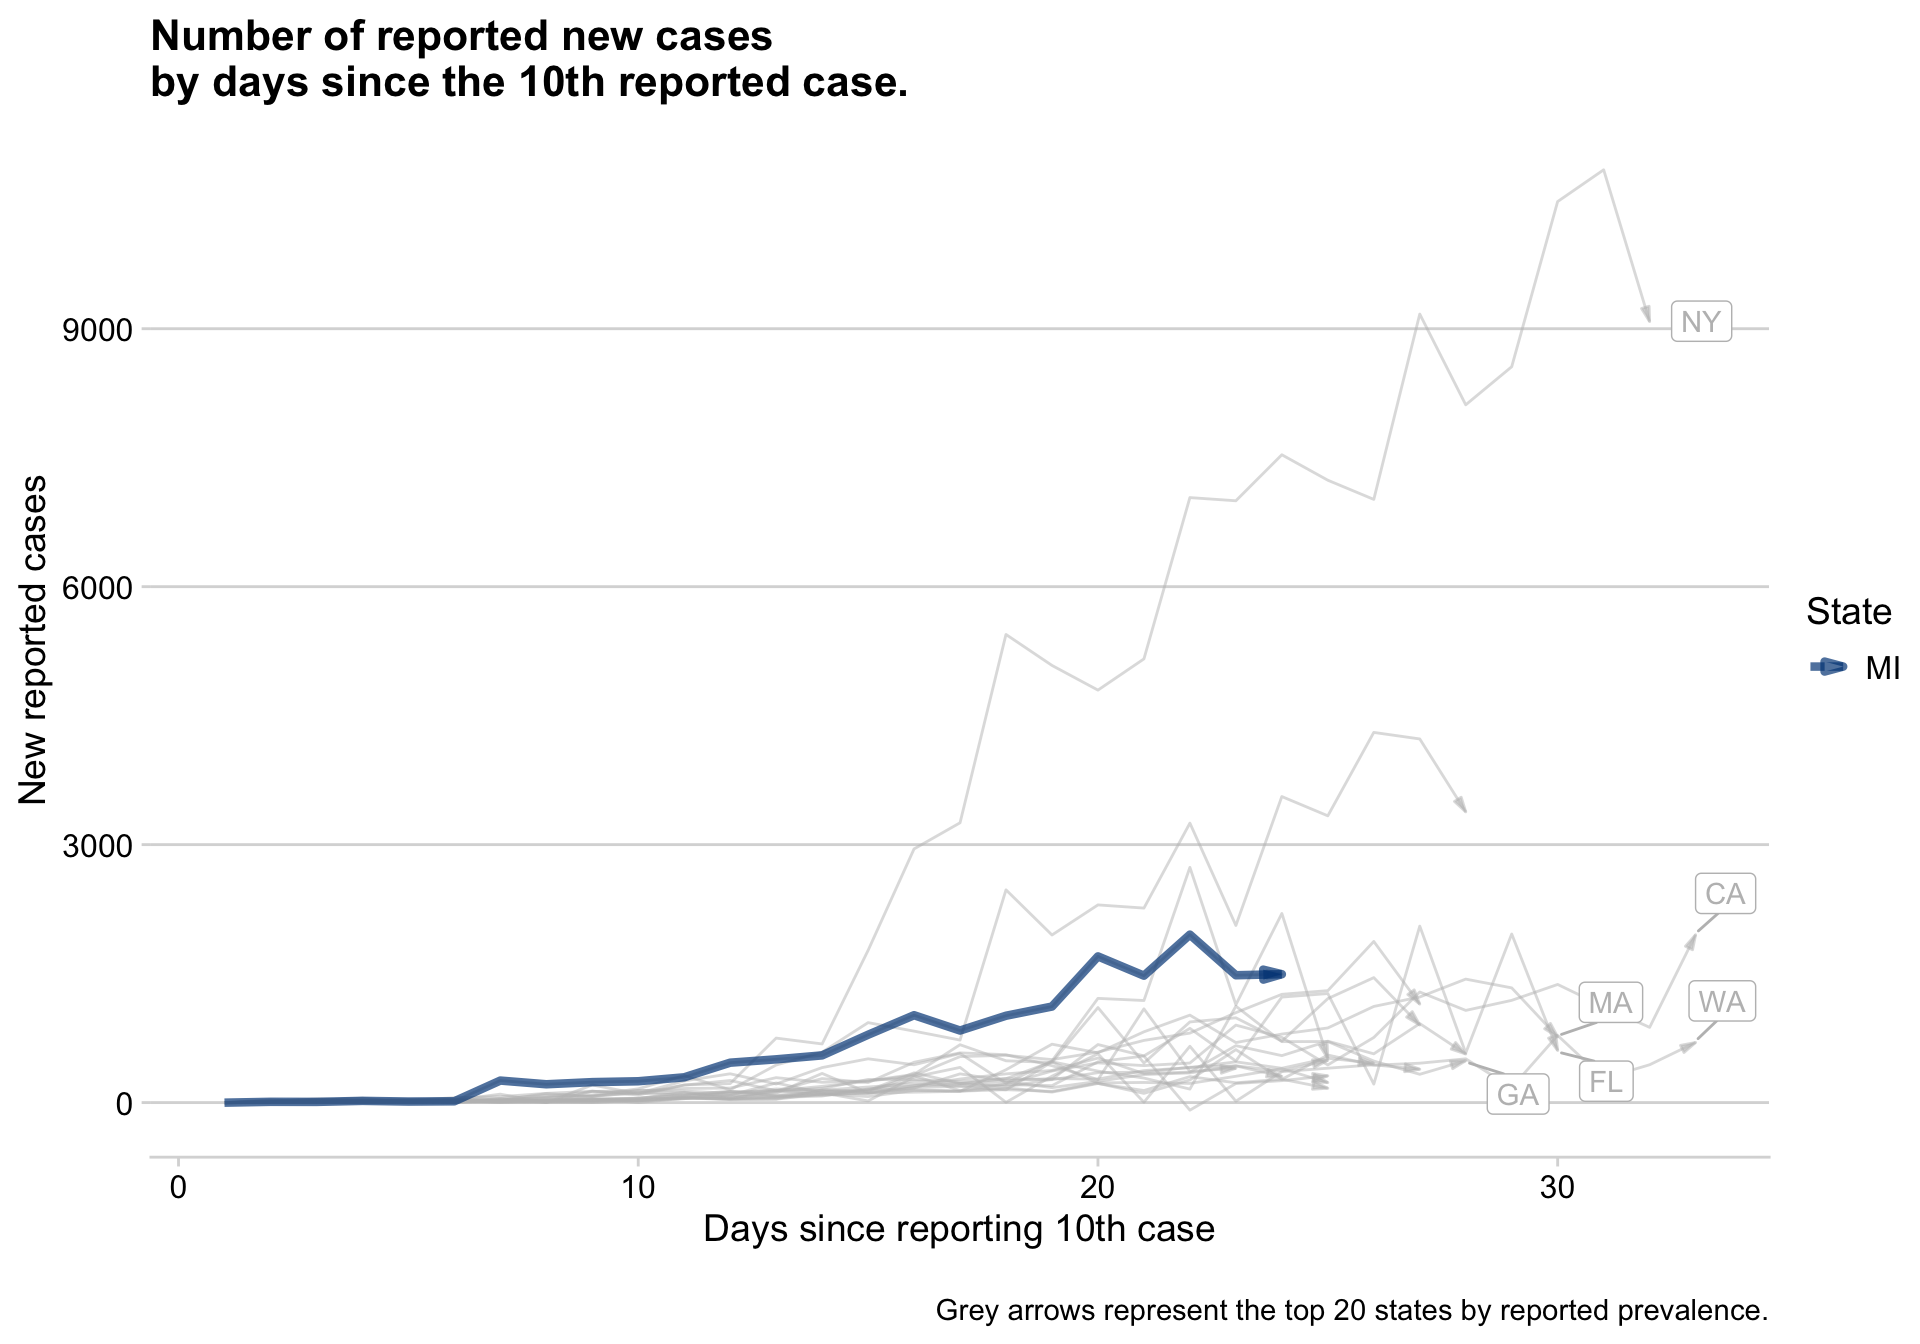 Number of reported new cases
by days since the 10th reported case.
New reported cases
9000
6000
3000
0
NY
CA
MA
WA
FL
GA
State
MI
0
10
20
30
Days since reporting 10th case
Grey arrows represent the top 20 states by reported prevalence.